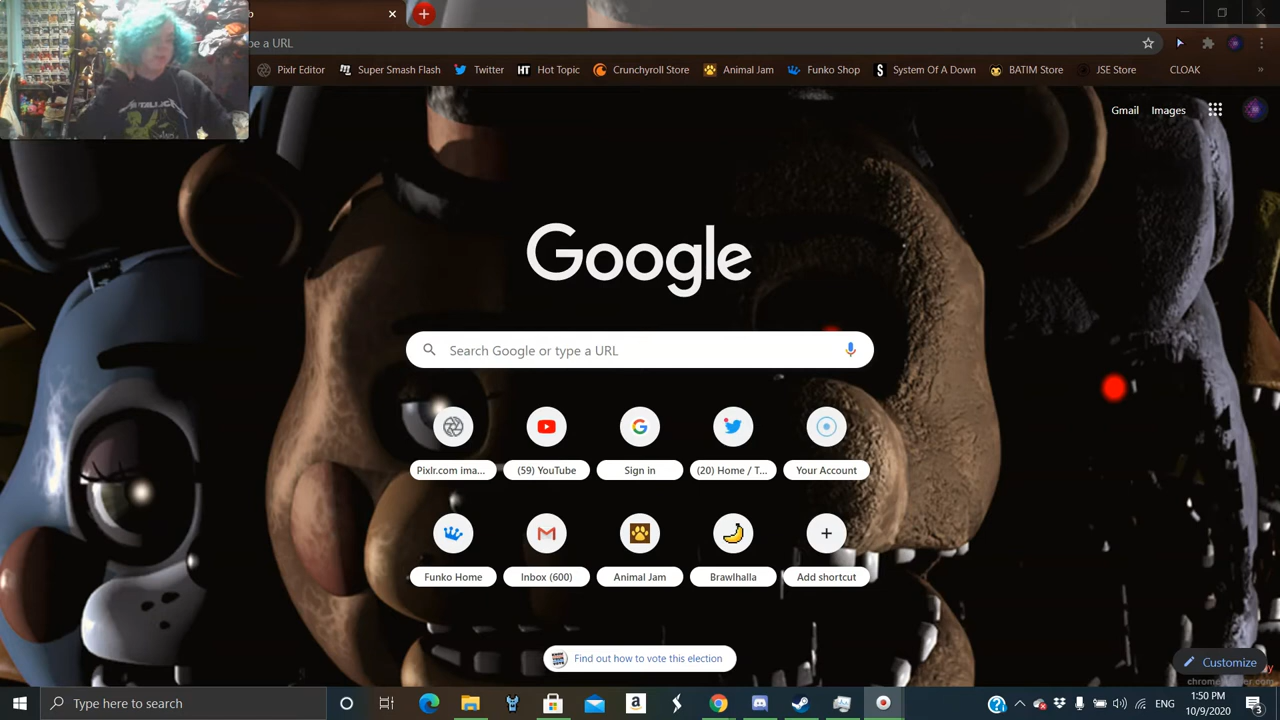 pe a URL
Pixlr Editor
Super Smash Flash
Twitter
HT Hot Topic
Crunchyroll Store
Animal Jam
Funko Shop
System Of A Down
BATIM Store
JSE Store
CLOAK
»
METALLICA
Gmail
Images
Google
Search Google or type a URL
Pixlr.com ima...
(59) YouTube
Sign in
(20) Home / T...
Your Account
Funko Home
Inbox (600)
Animal Jam
Brawlhalla
Add shortcut
Find out how to vote this election
Customize
Type here to search
ENG
1:50 PM
10/9/2020
3